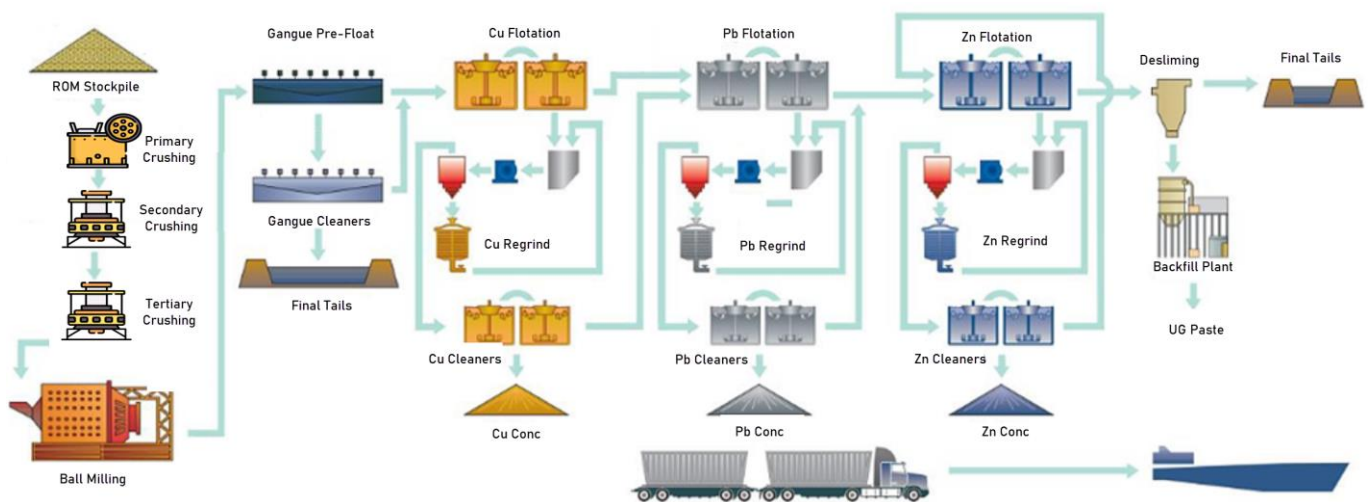 Gangue Pre-Float
Cu Flotation
Pb Flotation
Zn Flotation
Desliming
Final Tails
ROM Stockpile
Primary
Crushing
Secondary
Crushing
Tertiary
Crushing
Ball Milling
Gangue Cleaners
Final Tails
Cu Regrind
Pb Regrind
Zn Regrind
Backfill Plant
UG Paste
Cu Cleaners
Pb Cleaners
Zn Cleaners
Cu Conc
Pb Conc
Zn Conc